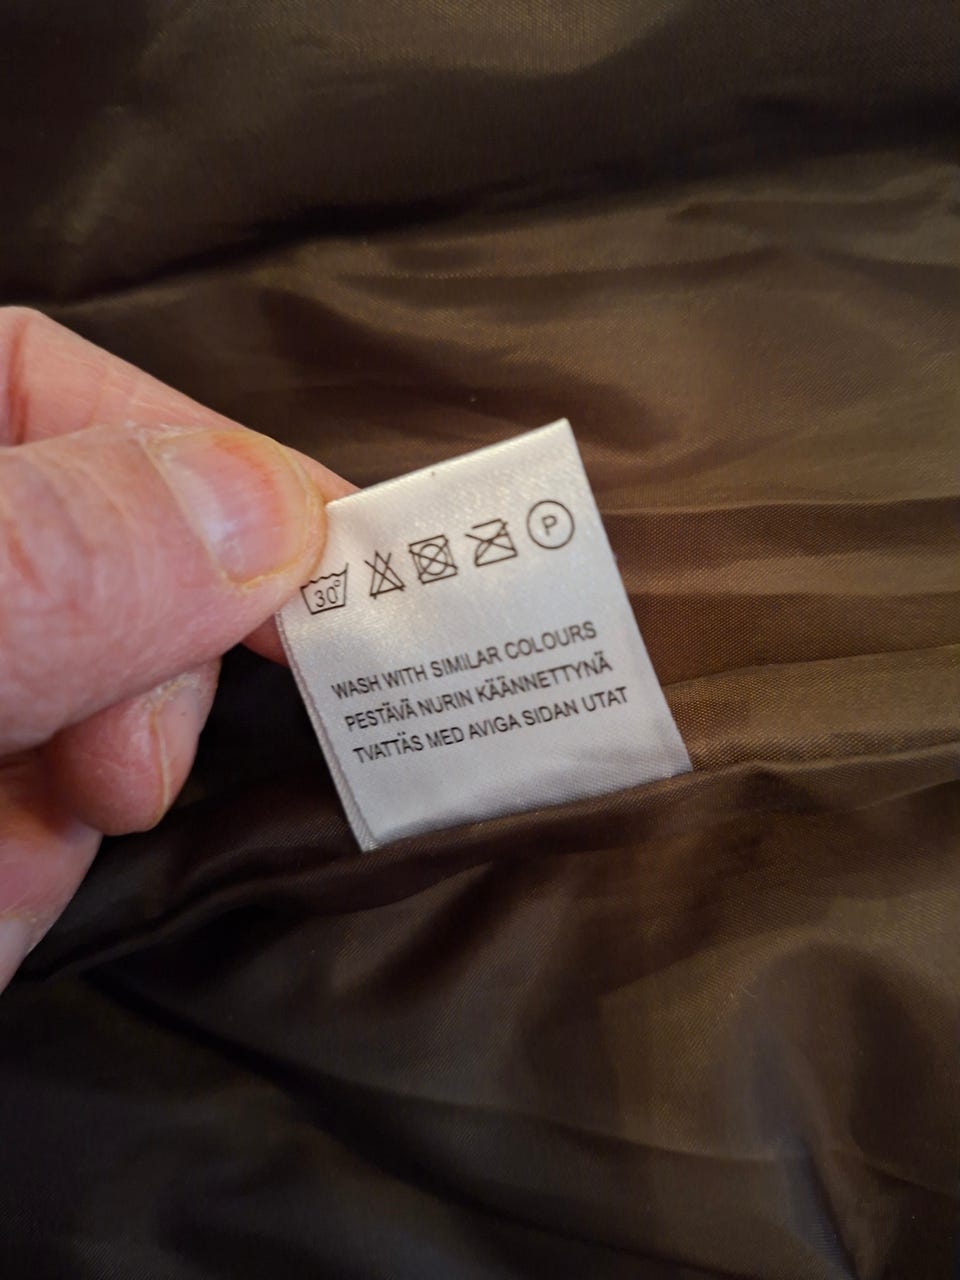 30° P
WASH WITH SIMILAR COLOURS
PESTÄVÄ NURIN KÄÄNNETTYNÄ
TVATTÄS MED AVIGA SIDAN UTAT